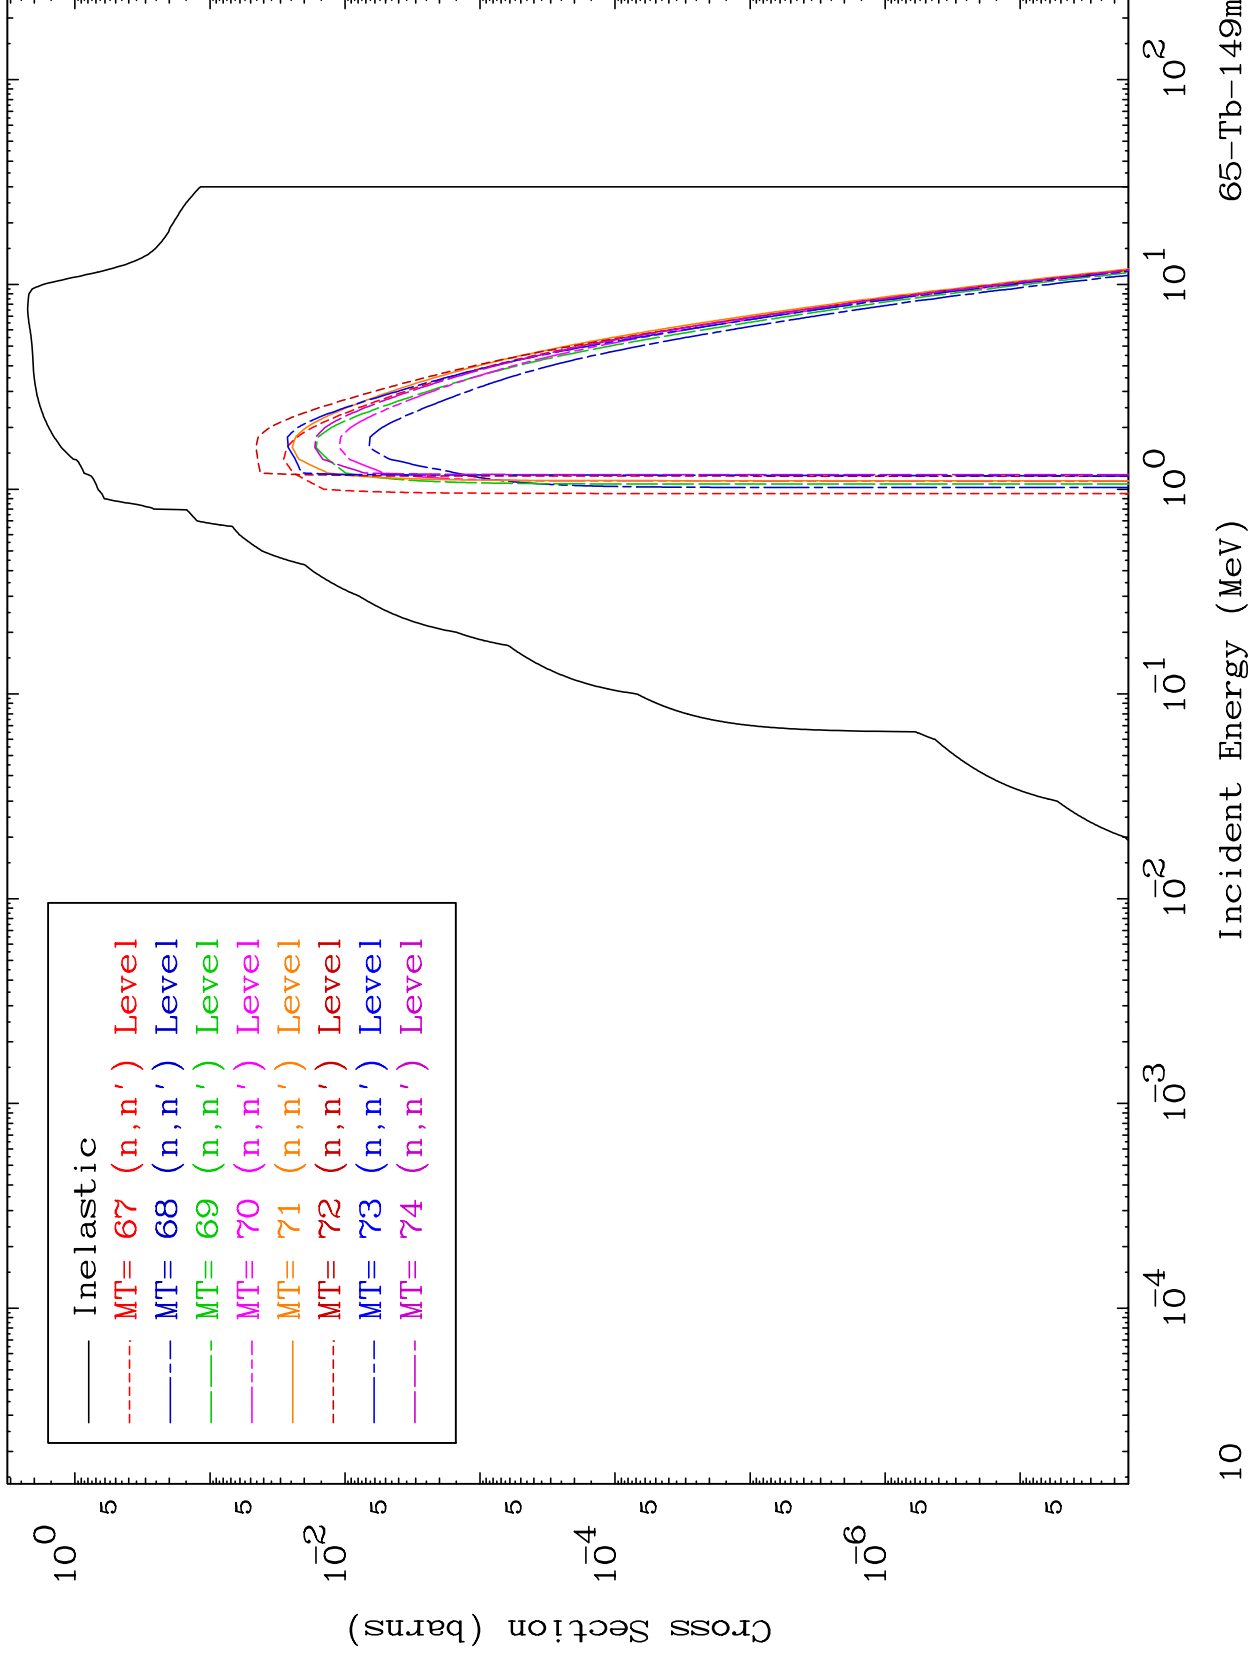 Inelastic
MT= 67 (n,n') Level
MT= 68 (n,n') Level
MT= 69 (n,n') Level
MT= 70 (n,n') Level
MT= 71 (n,n') Level
MT= 72 (n,n') Level
MT= 73 (n,n') Level
MT= 74 (n,n') Level
Cross Section (barns)
10^0
5
5
10^-2
5
5
10^-4
5
5
10^-6
5
5
10^-4
10^-3
10^-2
10^-1
10^0
10^1
10^2
Incident Energy (MeV)
10
65-Tb-149m